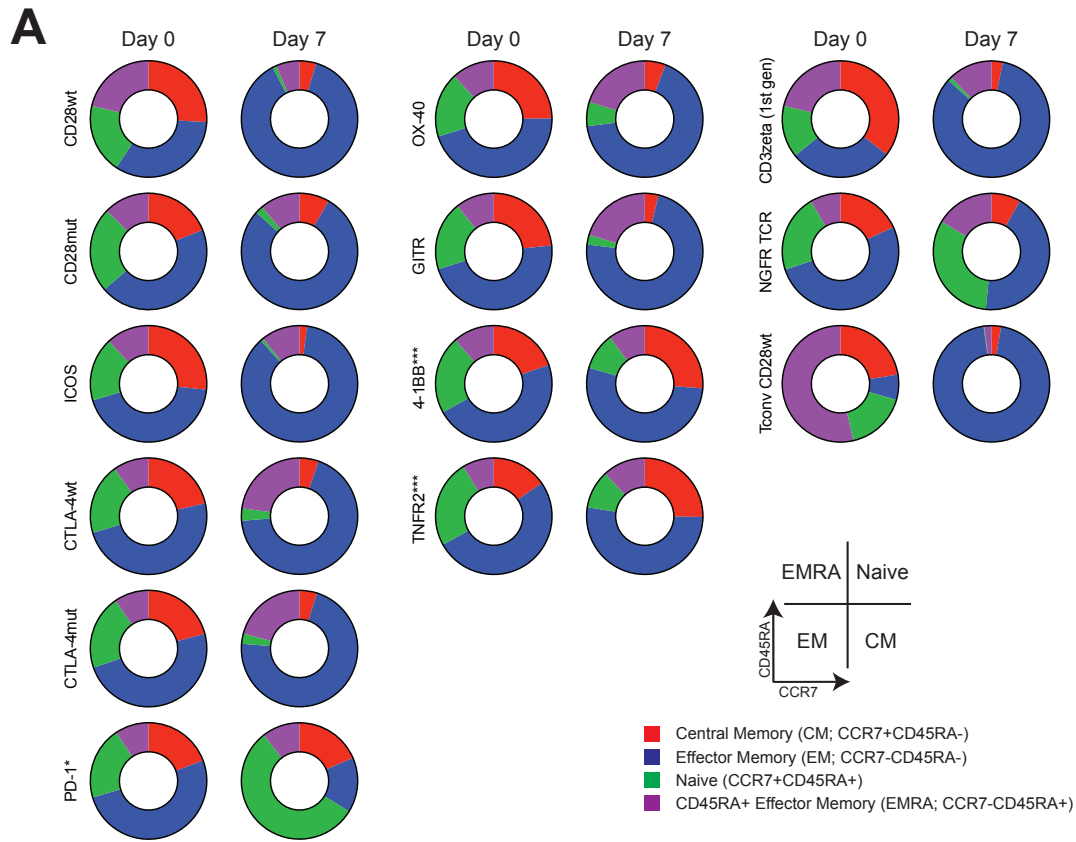 A
Day 0 Day 7 Day 0 Day 7 Day 0 Day 7
CD28wt
OX-40
CD3zeta (1st gen)
CD28mut
GITR
NGFR TCR
ICOS
4-1BB***
Tconv CD28wt
CTLA-4wt
TNFR2***
CTLA-4mut
PD-1*
EMRA Naive
EM CM
CD45RA
CCR7
Central Memory (CM; CCR7+CD45RA-)
Effector Memory (EM; CCR7-CD45RA-)
Naive (CCR7+CD45RA+)
CD45RA+ Effector Memory (EMRA; CCR7-CD45RA+)